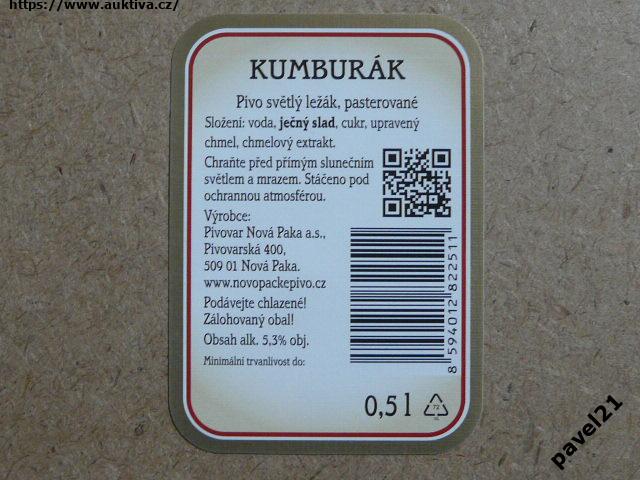 https://www.auktiva.cz/
KUMBURÁK
Pivo světlý ležák, pasterované
Složení: voda, ječný slad, cukr, upravený
chmel, chmelový extrakt.
Chraňte před přímým slunečním
světlem a mrazem. Stáčeno pod
ochrannou atmosférou.
Výrobce:
Pivovar Nová Paka a.s.,
Pivovarská 400,
509 01 Nová Paka.
www.novopackepivo.cz
Podávejte chlazené!
Zálohovaný obal!
Obsah alk. 5,3% obj.
Minimální trvanlivost do:
8 594012 822511
0,5 l
72
pavel21